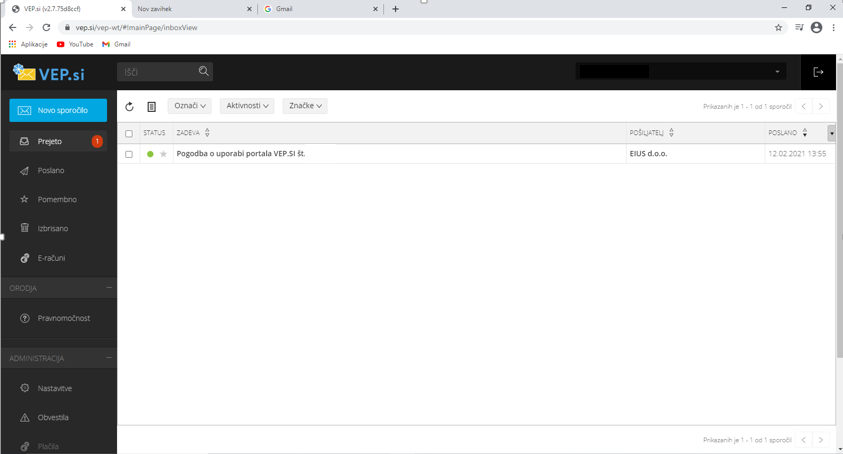 VEP.si (v2.7.75d8ccf)
Nov zavihek
Gmail
vep.si/vep-wt/#!mainPage/inboxView
Aplikacije
YouTube
Gmail
VEP.si
IŠČI
Novo sporočilo
Označi
Aktivnosti
Značke
Prikazanih je 1 - 1 od 1 sporočil
STATUS
ZADEVA
POŠILJATELJ
POSLANO
Pogodba o uporabi portala VEP.SI št.
EIUS d.o.o.
12.02.2021 13:55
Prejeto
1
Poslano
Pomembno
Izbrisano
E-računi
ORODJA
Pravnomočnost
ADMINISTRACIJA
Nastavitve
Obvestila
Plačila
Prikazanih je 1 - 1 od 1 sporočil